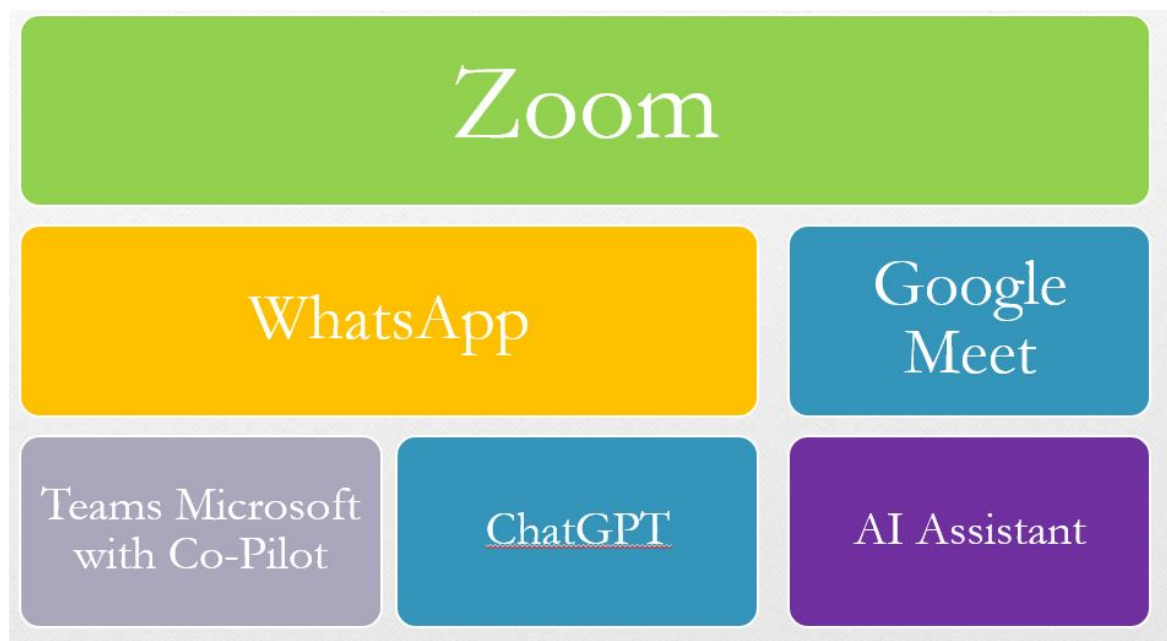 Zoom
WhatsApp
Google
Meet
Teams Microsoft
with Co-Pilot
ChatGPT
AI Assistant